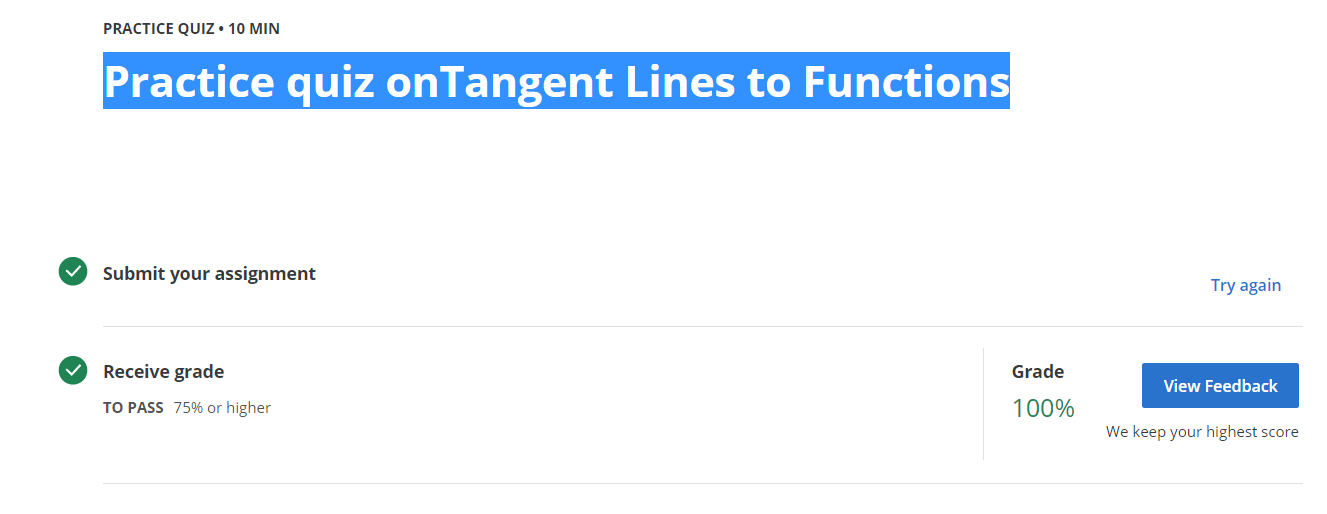 PRACTICE QUIZ • 10 MIN
Practice quiz onTangent Lines to Functions
Submit your assignment
Try again
Receive grade
TO PASS 75% or higher
Grade
100%
View Feedback
We keep your highest score